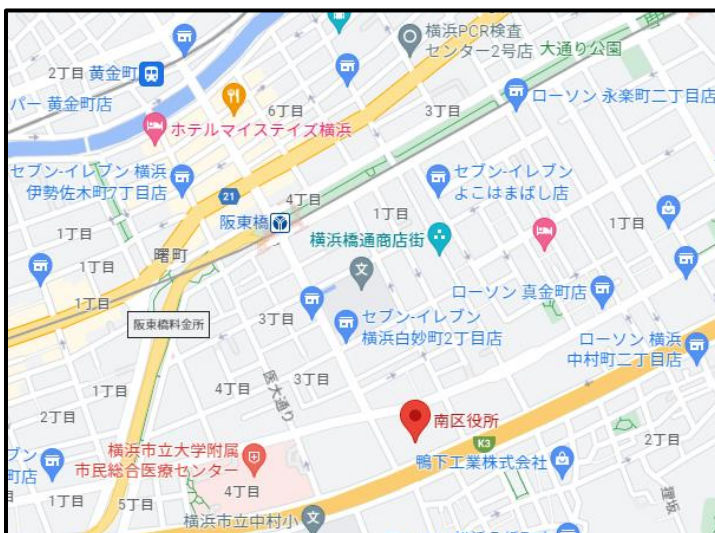 横浜PCR検査
センター2号店
大通り公園
2丁目
黄金町
パー 黄金町店
6丁目
3丁目
ローソン 永楽町二丁目店
ホテルマイステイズ横浜
セブン-イレブン 横浜
伊勢佐木町7丁目店
セブン-イレブン
よこはまばし店
21
4丁目
阪東橋
1丁目
1丁目
1丁目
横浜橋通商店街
曙町
1丁目
文
1丁目
ローソン 真金町店
阪東橋料金所
3丁目
セブン-イレブン
横浜白妙町2丁目店
ローソン 横浜
中村町二丁目店
1丁目
4丁目
3丁目
医大通り
2丁目
南区役所
K3
2丁目
ブン
町店
横浜市立大学附属
市民総合医療センター
鴨下工業株式会社
1丁目
5丁目
4丁目
横浜市立中村小
文